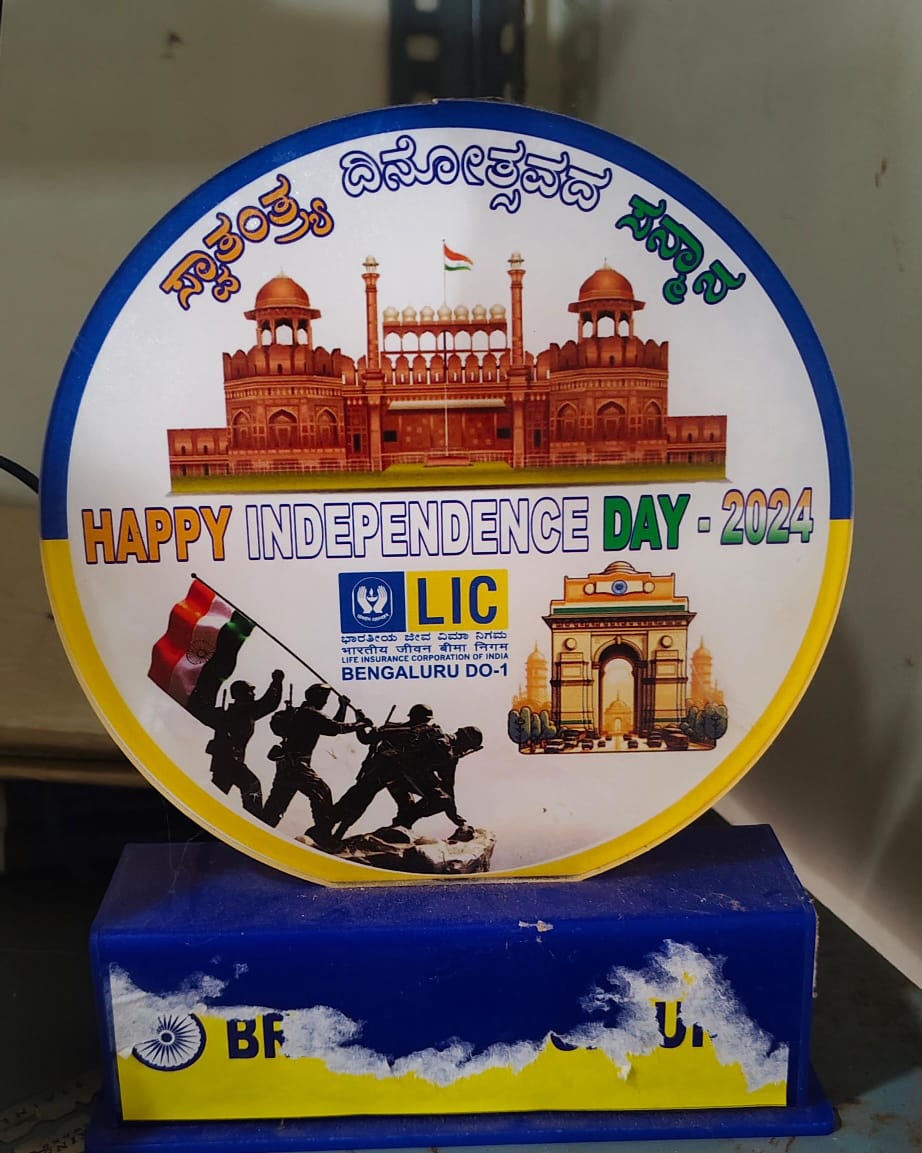 ಸ್ವಾತಂತ್ರ್ಯ ದಿನೋತ್ಸವದ ಸನ್ಮಾನ
HAPPY INDEPENDENCE DAY - 2024
LIC
ಭಾರತೀಯ ಜೀವ ವಿಮಾ ನಿಗಮ
भारतीय जीवन बीमा निगम
LIFE INSURANCE CORPORATION OF INDIA
BENGALURU DO-1